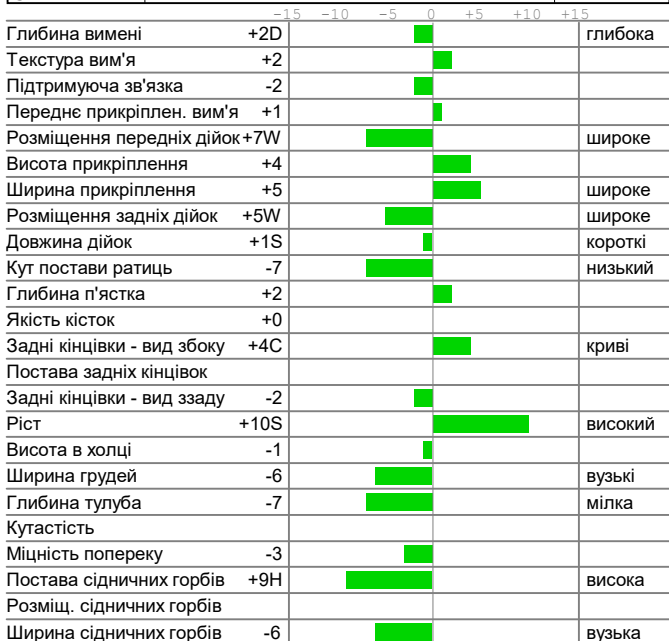 -15 -10 -5 0 +5 +10 +15
Глибина вимені +2D глибока
Текстура вим'я +2
Підтримуюча зв'язка -2
Переднє прикріплен. вим'я +1
Розміщення передніх дійок +7W широке
Висота прикріплення +4
Ширина прикріплення +5 широке
Розміщення задніх дійок +5W широке
Довжина дійок +1S короткі
Кут постави ратиць -7 низький
Глибина п'ястка +2
Якість кісток +0
Задні кінцівки - вид збоку +4C криві
Постава задніх кінцівок
Задні кінцівки - вид ззаду -2
Ріст +10S високий
Висота в холці -1
Ширина грудей -6 вузькі
Глибина тулуба -7 мілка
Кутастість
Міцність попереку -3
Постава сідничних горбів +9H висока
Розміщ. сідничних горбів
Ширина сідничних горбів -6 вузька